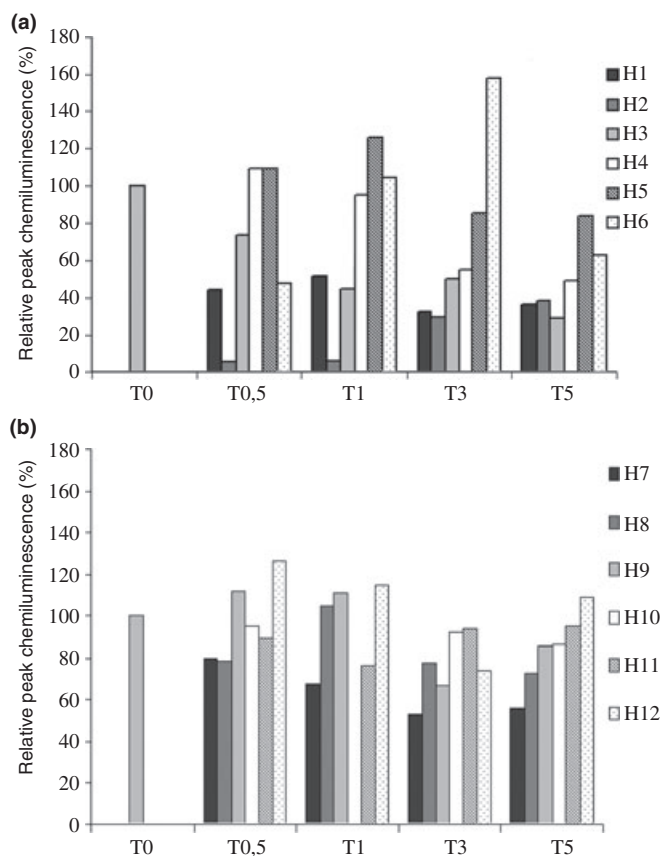 (a)
Relative peak chemiluminescence (%)
180
160
140
120
100
80
60
40
20
0
T0 T0,5 T1 T3 T5
H1
H2
H3
H4
H5
H6
(b)
Relative peak chemiluminescence (%)
180
160
140
120
100
80
60
40
20
0
T0 T0,5 T1 T3 T5
H7
H8
H9
H10
H11
H12